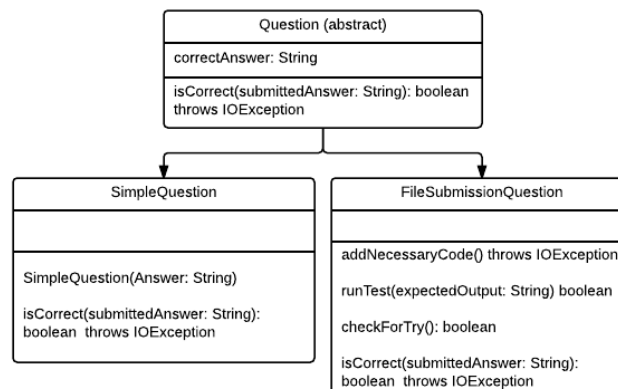 Question (abstract)
correctAnswer: String
isCorrect(submittedAnswer: String): boolean
throws IOException
SimpleQuestion
SimpleQuestion(Answer: String)
isCorrect(submittedAnswer: String):
boolean throws IOException
FileSubmissionQuestion
addNecessaryCode() throws IOException
runTest(expectedOutput: String) boolean
checkForTry(): boolean
isCorrect(submittedAnswer: String):
boolean throws IOException